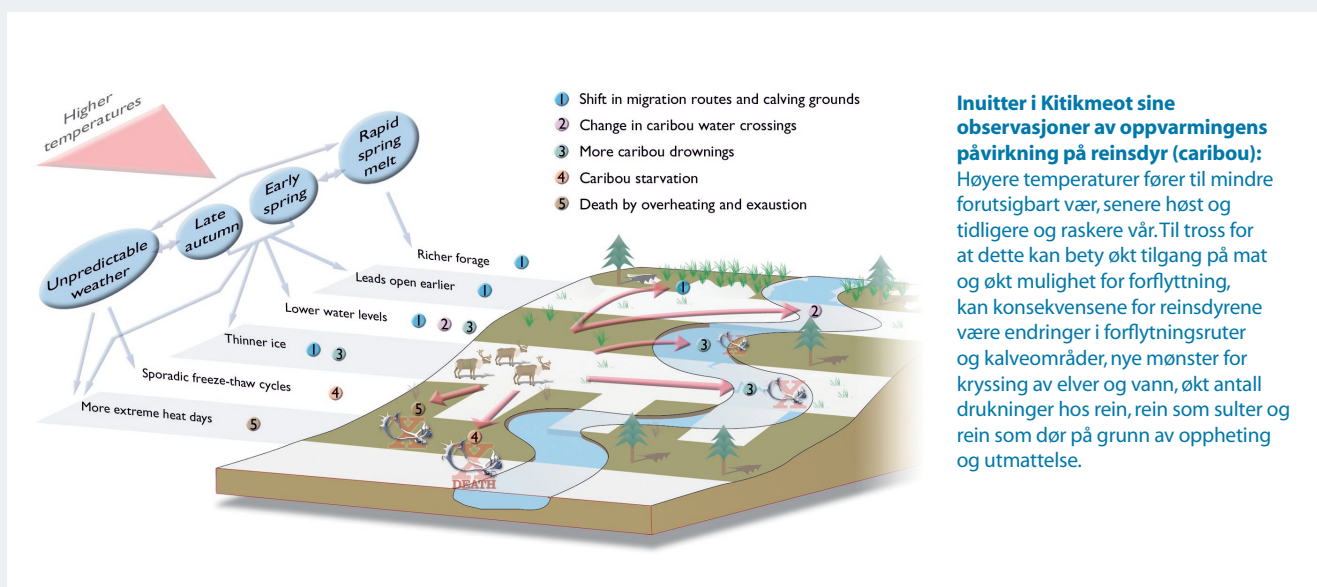 Higher
temperatures
Rapid
spring
melt
Early
spring
Late
autumn
Unpredictable
weather
1 Shift in migration routes and calving grounds
2 Change in caribou water crossings
3 More caribou drownings
4 Caribou starvation
5 Death by overheating and exaustion
Richer forage 1
Leads open earlier 1
Lower water levels 1 2 3
Thinner ice 1 3
Sporadic freeze-thaw cycles 4
More extreme heat days 5
1
2
3
3
5
X
4
X
DEATH
X
X
Inuitter i Kitikmeot sine
observasjoner av oppvarmingens
påvirkning på reinsdyr (caribou):
Høyere temperaturer fører til mindre
forutsigbart vær, senere høst og
tidligere og raskere vår. Til tross for
at dette kan bety økt tilgang på mat
og økt mulighet for forflyttning,
kan konsekvensene for reinsdyrene
være endringer i forflytningsruter
og kalveområder, nye mønster for
kryssing av elver og vann, økt antall
drukninger hos rein, rein som sulter og
rein som dør på grunn av oppheting
og utmattelse.